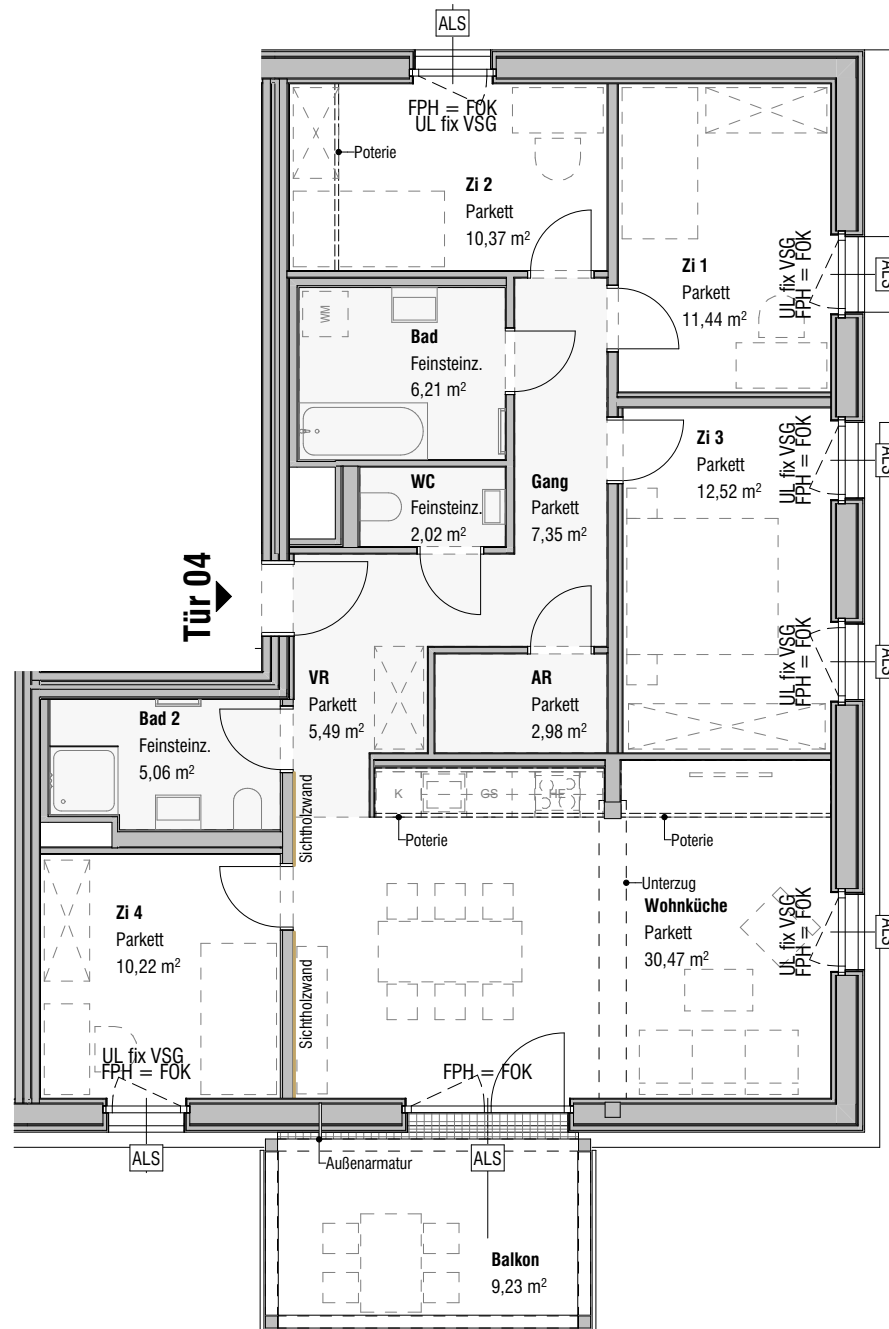 ALS
FPH = FOK
UL fix VSG
Poterie
Zi 2
Parkett
10,37 m²
Zi 1
Parkett
11,44 m²
UL fix VSG
FPH = FOK
ALS
WM
Bad
Feinsteinz.
6,21 m²
Zi 3
Parkett
12,52 m²
UL fix VSG
FPH = FOK
ALS
WC
Feinsteinz.
2,02 m²
Gang
Parkett
7,35 m²
Tür 04
UL fix VSG
FPH = FOK
ALS
VR
Parkett
5,49 m²
AR
Parkett
2,98 m²
Bad 2
Feinsteinz.
5,06 m²
K
GS
HE
Sichtholzwand
Poterie
Poterie
Unterzug
Wohnküche
Parkett
30,47 m²
UL fix VSG
FPH = FOK
ALS
Zi 4
Parkett
10,22 m²
Sichtholzwand
UL fix VSG
FPH = FOK
FPH = FOK
ALS
Außenarmatur
ALS
Balkon
9,23 m²